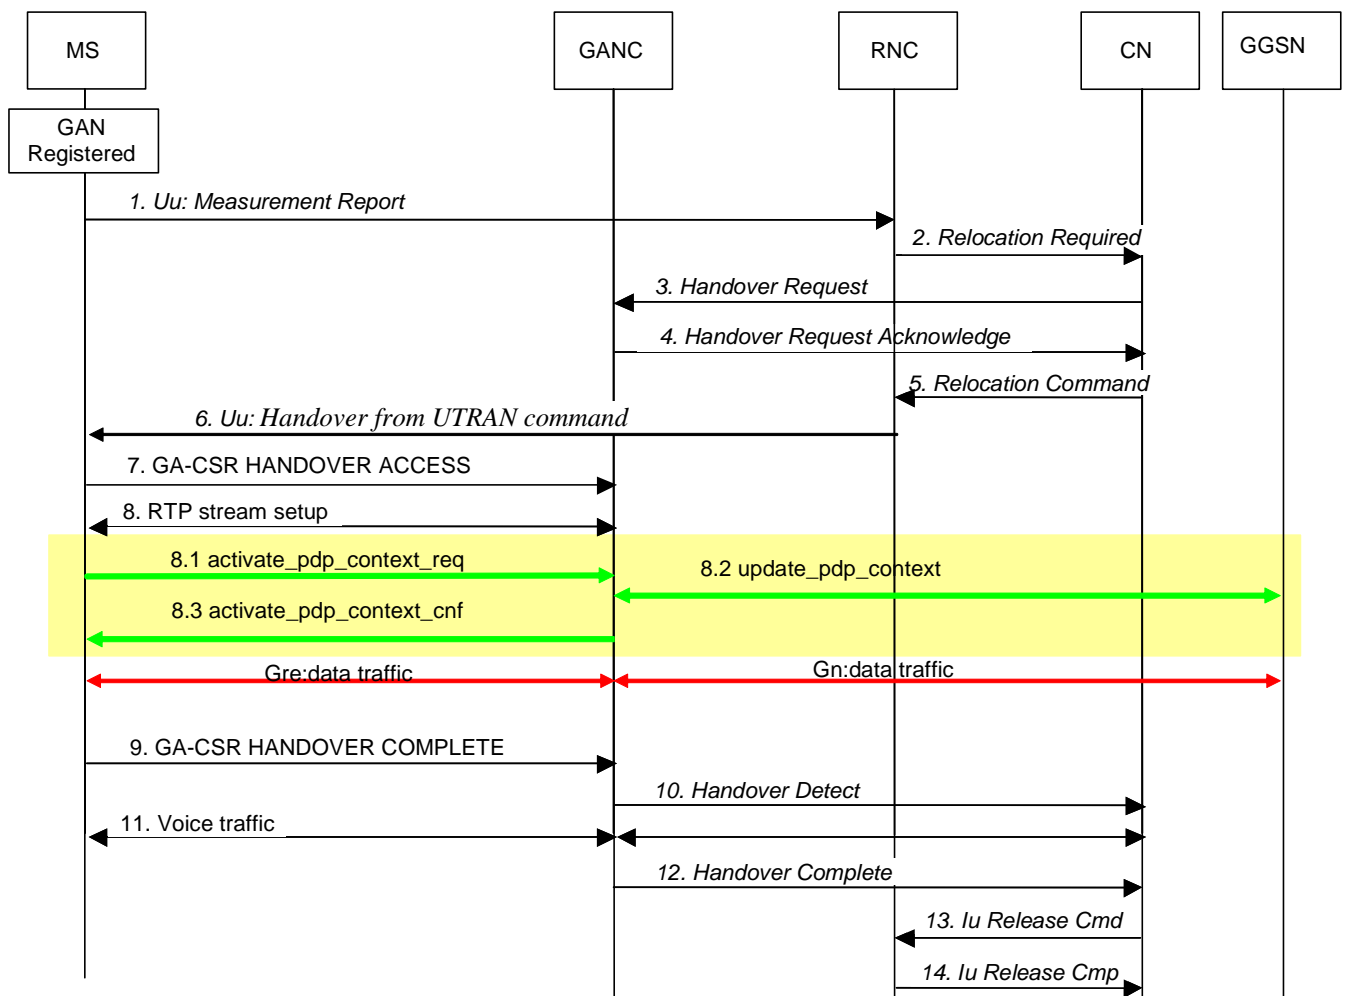 MS
GANC
RNC
CN
GGSN
GAN
Registered
1. Uu: Measurement Report
2. Relocation Required
3. Handover Request
4. Handover Request Acknowledge
5. Relocation Command
6. Uu: Handover from UTRAN command
7. GA-CSR HANDOVER ACCESS
8. RTP stream setup
8.1 activate_pdp_context_req
8.2 update_pdp_context
8.3 activate_pdp_context_cnf
Gre:data traffic
Gn:data traffic
9. GA-CSR HANDOVER COMPLETE
10. Handover Detect
11. Voice traffic
12. Handover Complete
13. Iu Release Cmd
14. Iu Release Cmp